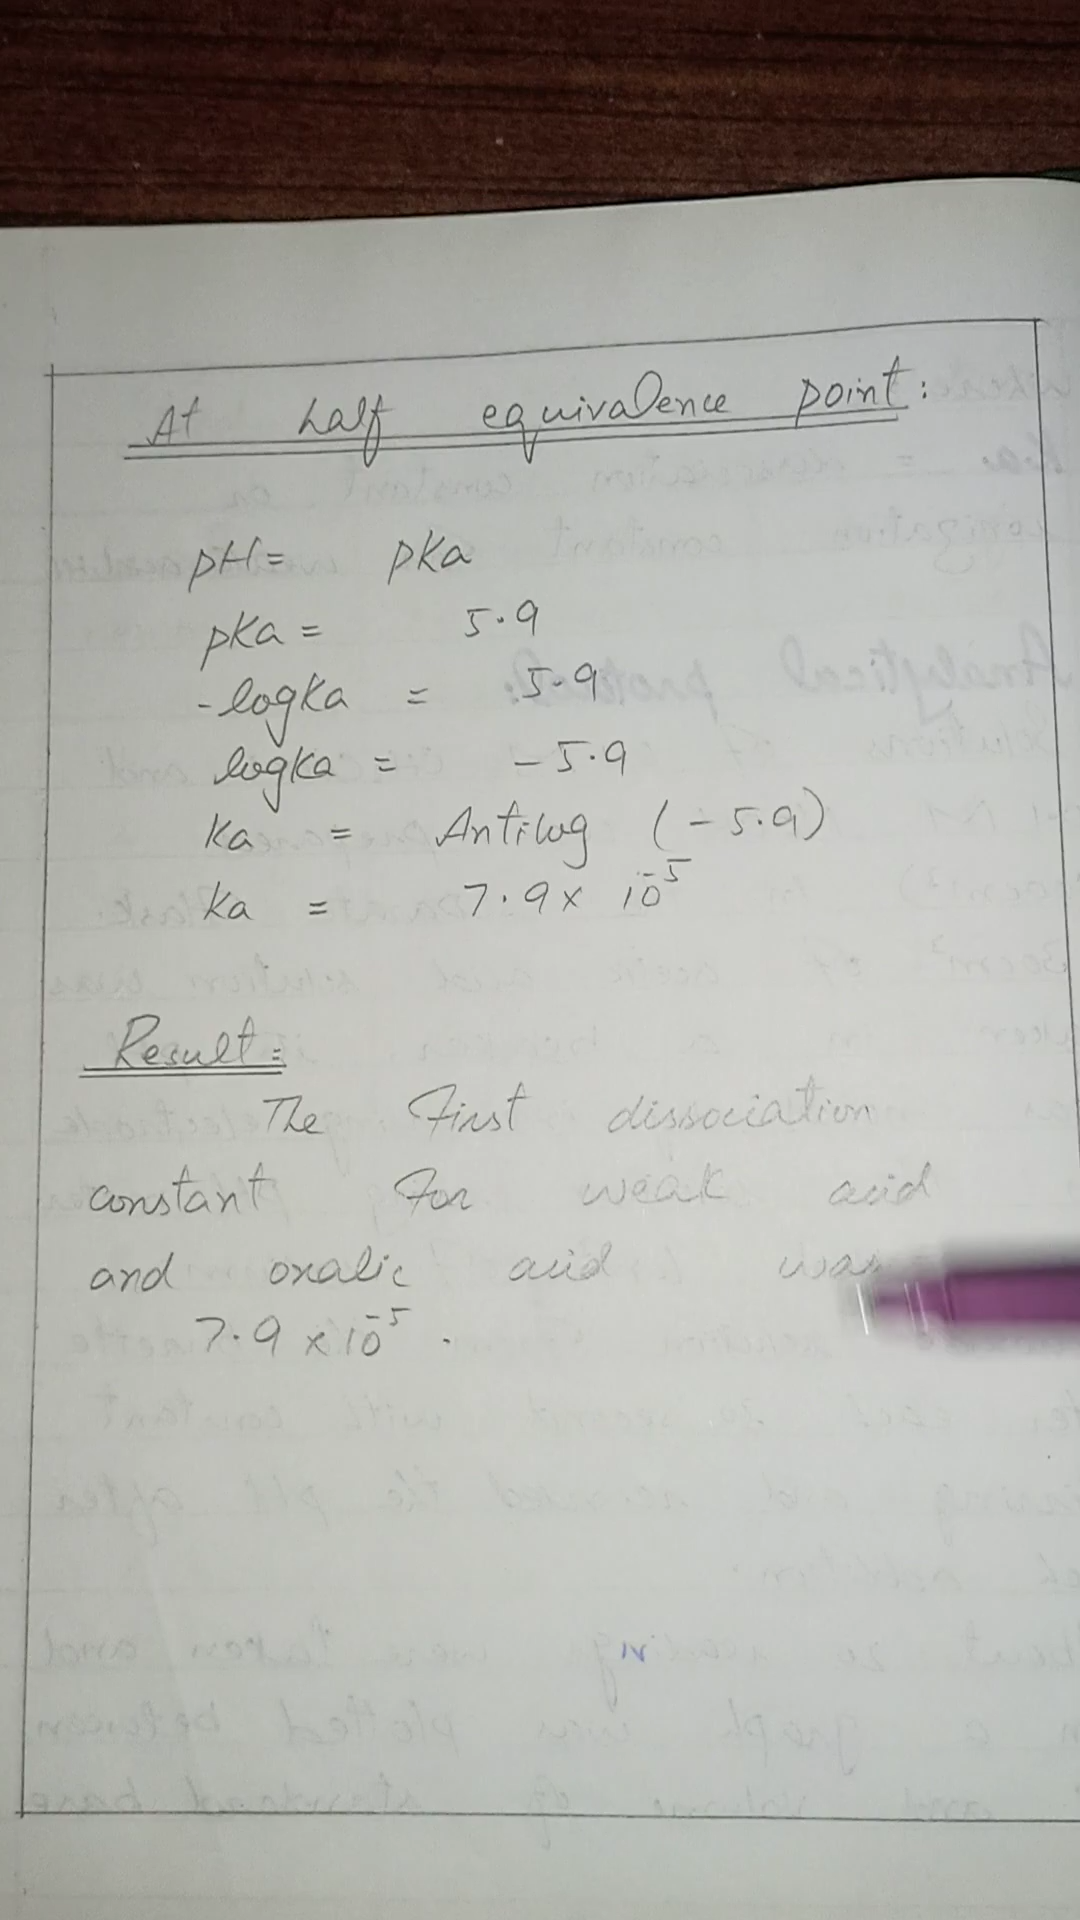 At half equivalence point:
pH = pKa
pKa = 5.9
-logKa = 5.9
logKa = -5.9
Ka = Antilog (-5.9)
Ka = 7.9 x 10^-5
Result:
The First dissociation
constant For weak acid
and oxalic acid was
7.9 x 10^-5 .